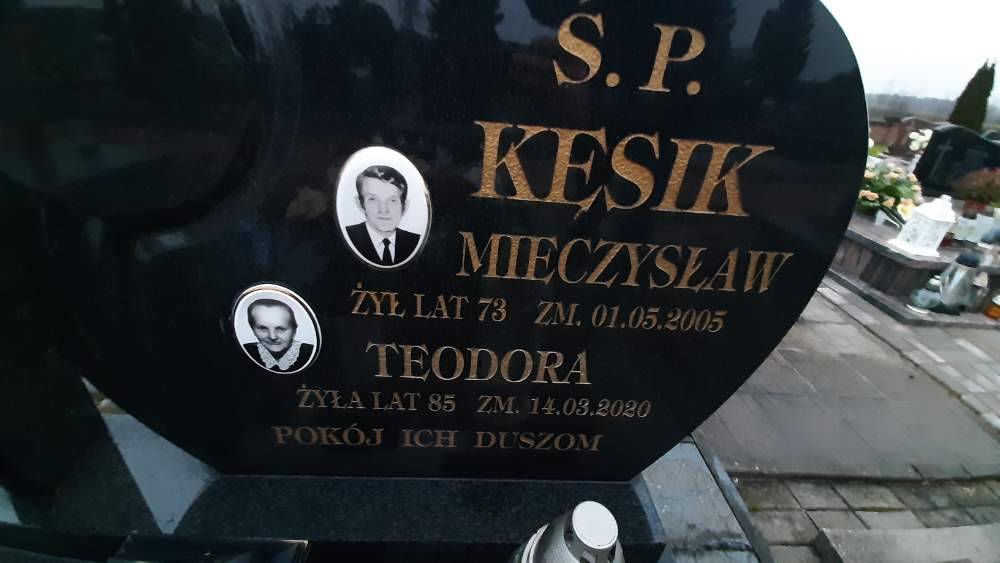 Ś. P.
KĘSIK
MIECZYSŁAW
ŻYŁ LAT 73 ZM. 01.05.2005
TEODORA
ŻYŁA LAT 85 ZM. 14.03.2020
POKÓJ ICH DUSZOM